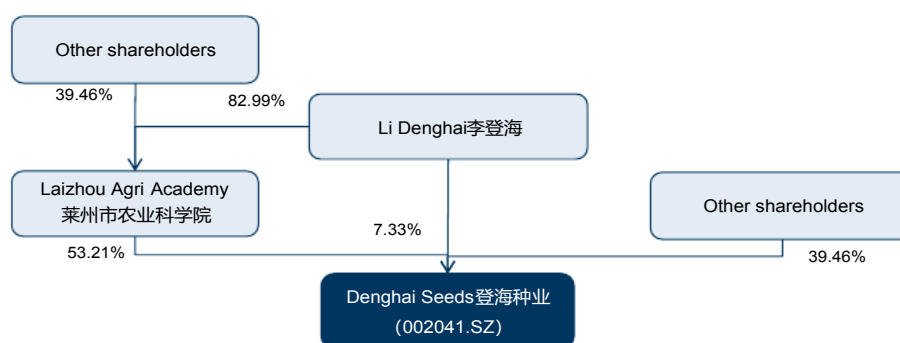 Other shareholders
39.46%
82.99%
Li Denghai李登海
Laizhou Agri Academy
莱州市农业科学院
Other shareholders
7.33%
53.21%
39.46%
Denghai Seeds登海种业
（002041.SZ）